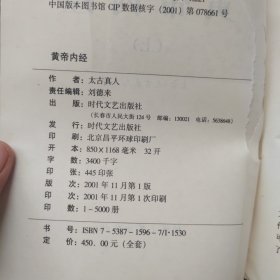 中国版本图书馆 CIP 数据核字（2001）第 078661 号
黄帝内经
作　者：太古真人
责任编辑：刘德来
出　版：时代文艺出版社
（长春市人民大街 124 号　邮编：130021　电话：5638648）
发　行：时代文艺出版社
印　刷：北京昌平环球印刷厂
开　本：850×1168 毫米　32 开
字　数：3400 千字
印　张：445 印张
版　次：2001 年 11 月第 1 版
印　次：2001 年 11 月第 1 次印刷
印　数：1-5000 册
书　号：ISBN 7-5387-1596-7/I·1530
定　价：450.00 元（全套）